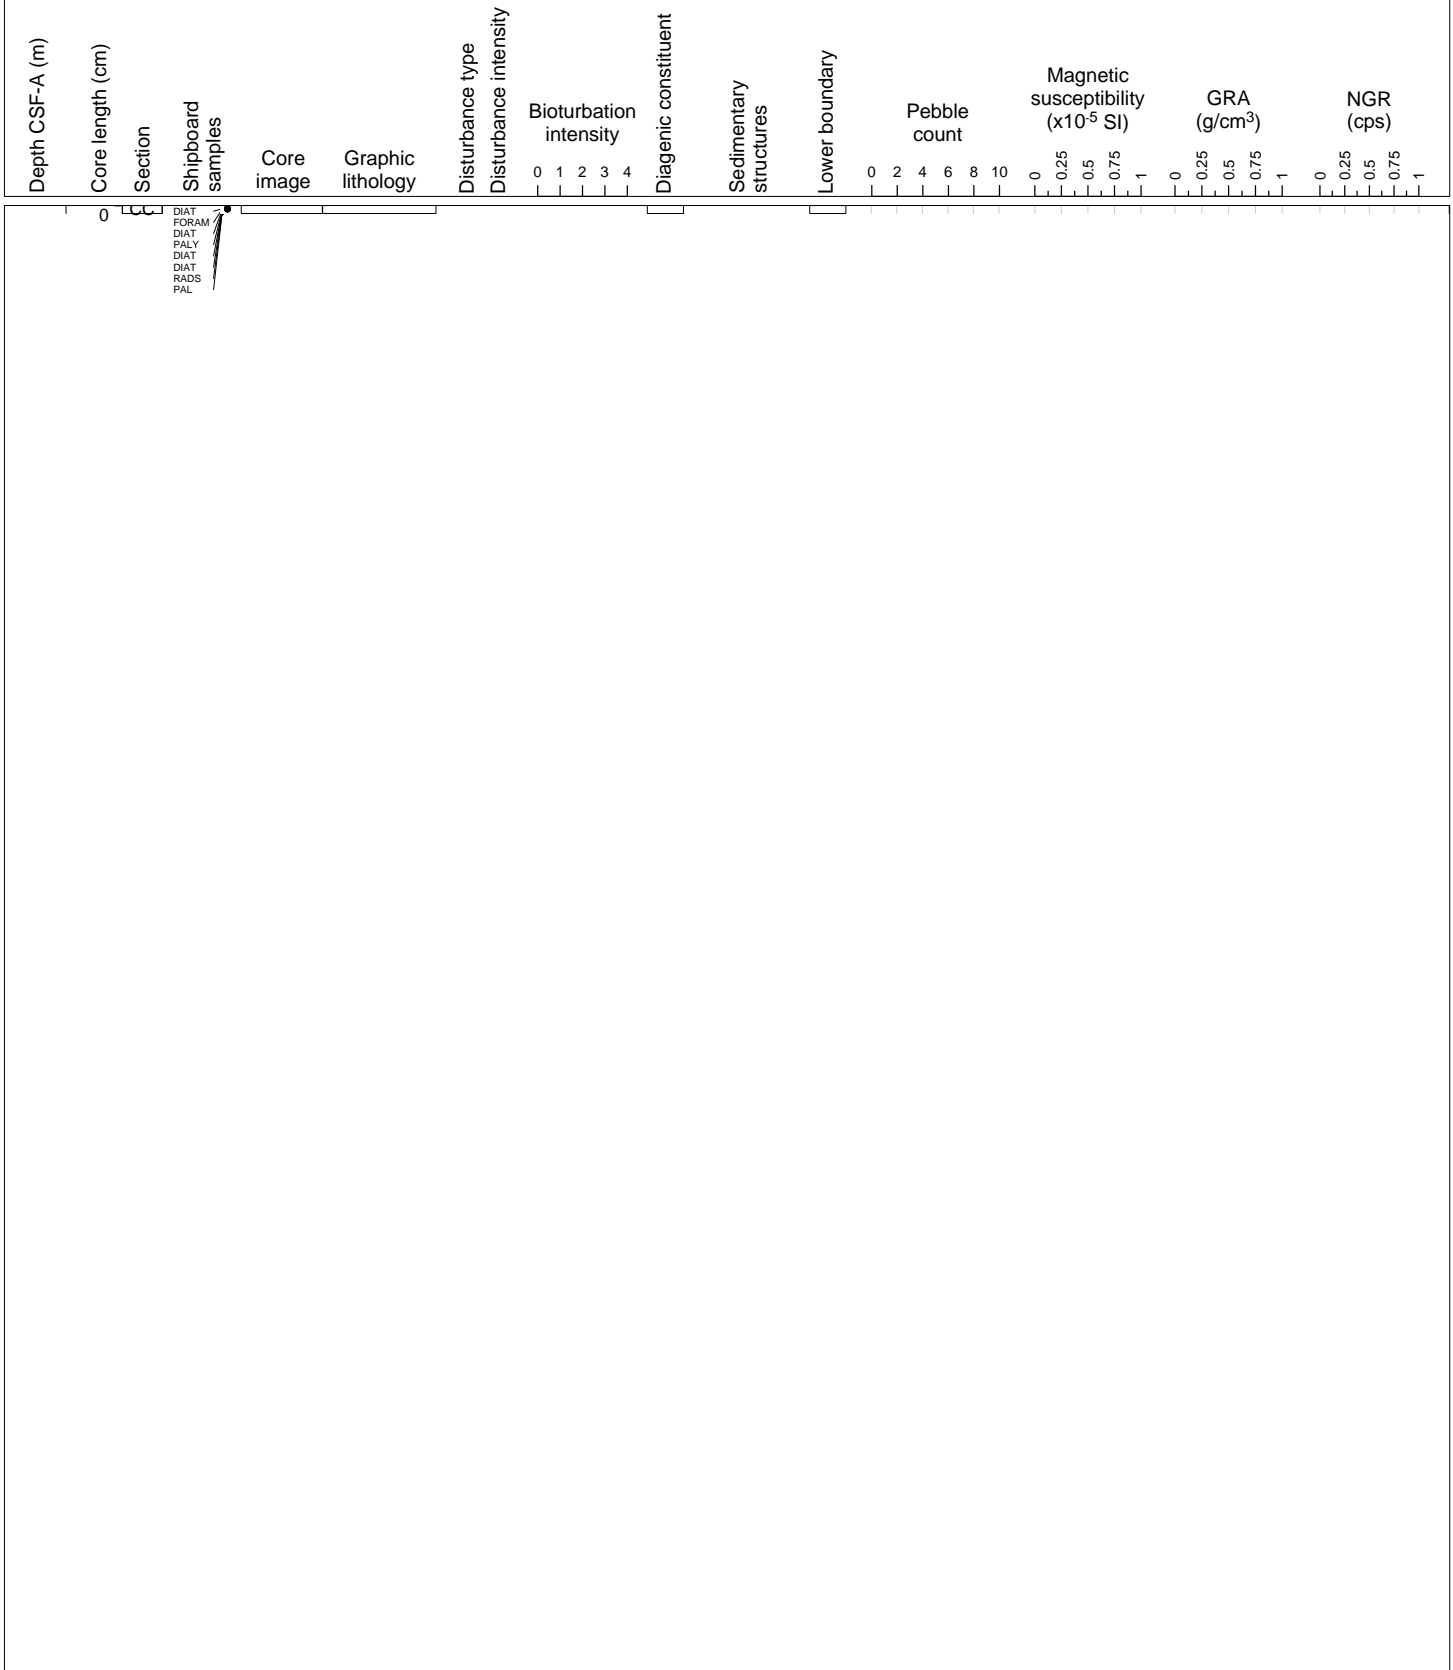 Depth CSF-A (m)
Core length (cm)
Section
Shipboard
samples
Core
image
Graphic
lithology
Disturbance type
Disturbance intensity
Bioturbation
intensity
0 1 2 3 4
Diagenic constituent
Sedimentary
structures
Lower boundary
Pebble
count
0 2 4 6 8 10
Magnetic
susceptibility
(x10-5 SI)
0 0.25 0.5 0.75 1
GRA
(g/cm3)
0 0.25 0.5 0.75 1
NGR
(cps)
0 0.25 0.5 0.75 1
0
CC
DIAT
FORAM
DIAT
PALY
DIAT
DIAT
RADS
PAL